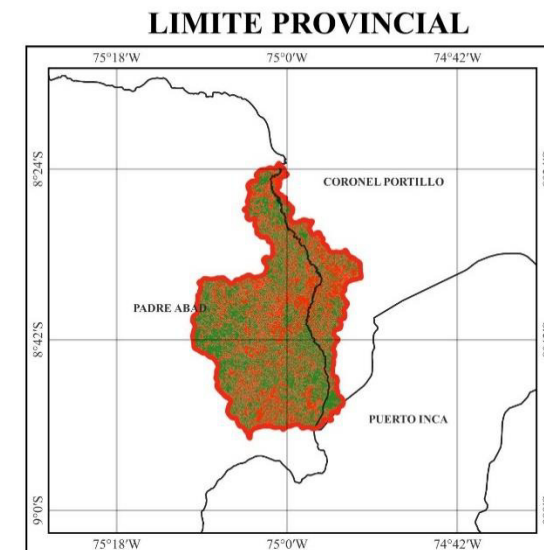 LIMITE PROVINCIAL
75°18'W 75°0'W 74°42'W
8°24'S
CORONEL PORTILLO
PADRE ABAD
8°42'S
PUERTO INCA
9°0'S
75°18'W 75°0'W 74°42'W